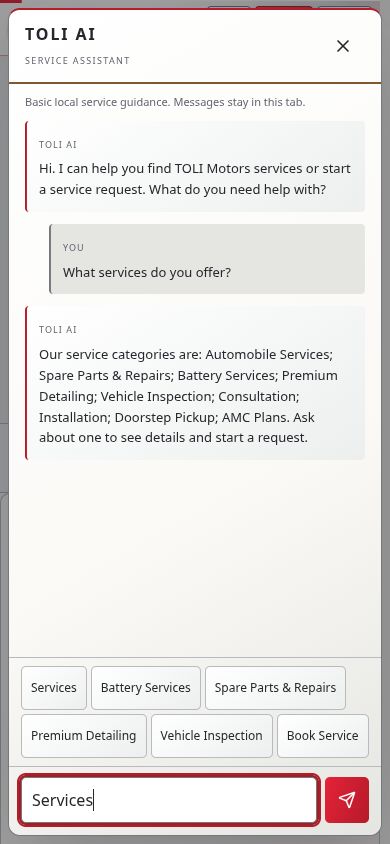 TOLI AI
SERVICE ASSISTANT
Basic local service guidance. Messages stay in this tab.
TOLI AI
Hi. I can help you find TOLI Motors services or start
a service request. What do you need help with?
YOU
What services do you offer?
TOLI AI
Our service categories are: Automobile Services;
Spare Parts & Repairs; Battery Services; Premium
Detailing; Vehicle Inspection; Consultation;
Installation; Doorstep Pickup; AMC Plans. Ask
about one to see details and start a request.
Services Battery Services Spare Parts & Repairs
Premium Detailing Vehicle Inspection Book Service
Services